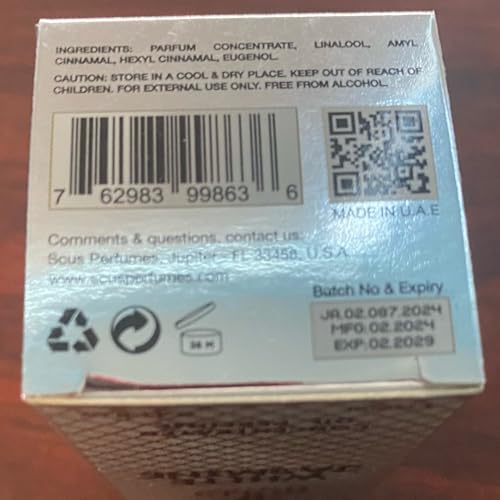 INGREDIENTS: PARFUM CONCENTRATE, LINALOOL, AMYL
CINNAMAL, HEXYL CINNAMAL, EUGENOL.
CAUTION: STORE IN A COOL & DRY PLACE. KEEP OUT OF REACH OF
CHILDREN. FOR EXTERNAL USE ONLY. FREE FROM ALCOHOL.
7 62983 99863 6
MADE IN U.A.E
Comments & questions, contact us:
Scus Perfumes, Jupiter - FL 33458, U.S.A
www.scusperfumes.com
Batch No & Expiry
JR.02.087.2024
MFG:02.2024
EXP:02.2029
36 M